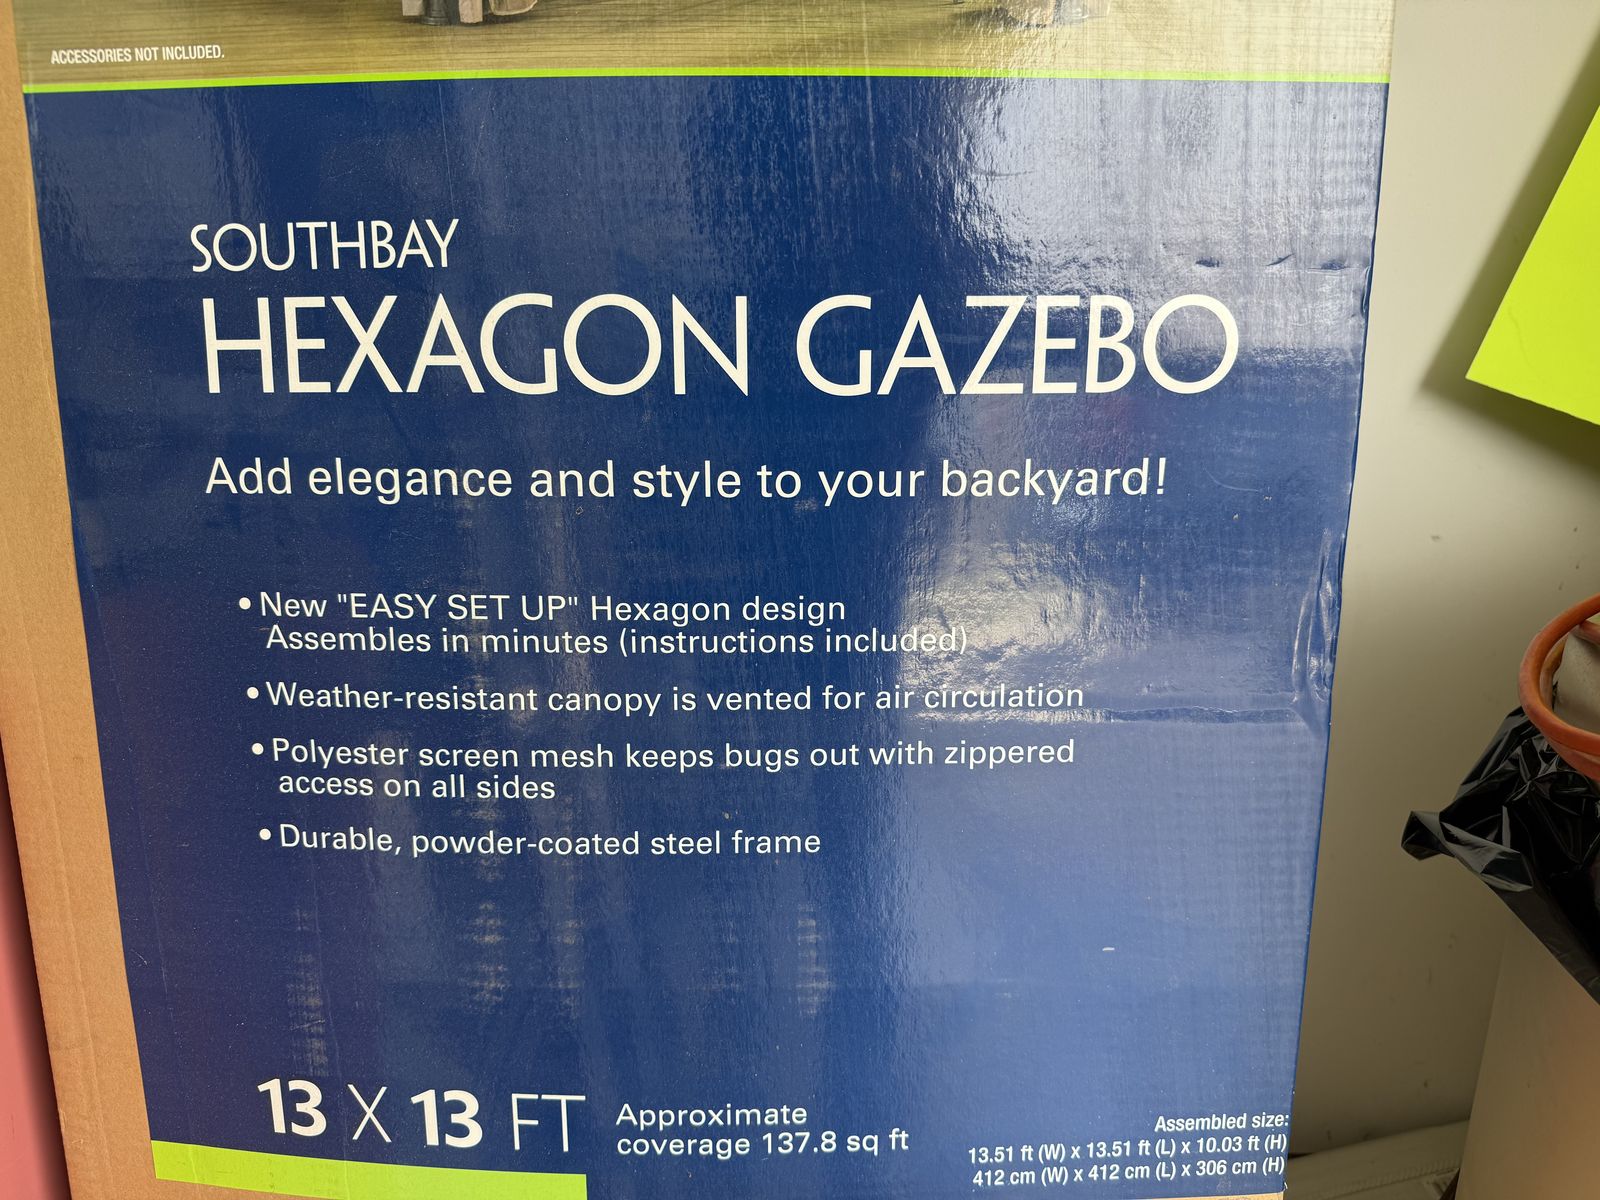 ACCESSORIES NOT INCLUDED.
SOUTHBAY
HEXAGON GAZEBO
Add elegance and style to your backyard!
• New "EASY SET UP" Hexagon design
Assembles in minutes (instructions included)
• Weather-resistant canopy is vented for air circulation
• Polyester screen mesh keeps bugs out with zippered
access on all sides
• Durable, powder-coated steel frame
13 X 13 FT
Approximate
coverage 137.8 sq ft
Assembled size:
13.51 ft (W) x 13.51 ft (L) x 10.03 ft (H)
412 cm (W) x 412 cm (L) x 306 cm (H)